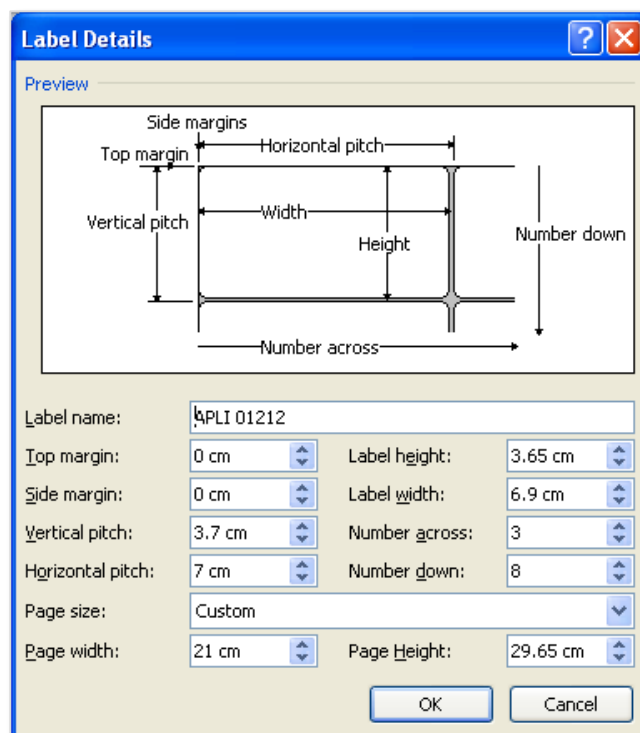 Label Details
Preview
Side margins
Top margin
Horizontal pitch
Vertical pitch
Width
Height
Number down
Number across
Label name: APLI 01212
Top margin: 0 cm Label height: 3.65 cm
Side margin: 0 cm Label width: 6.9 cm
Vertical pitch: 3.7 cm Number across: 3
Horizontal pitch: 7 cm Number down: 8
Page size: Custom
Page width: 21 cm Page Height: 29.65 cm
OK Cancel